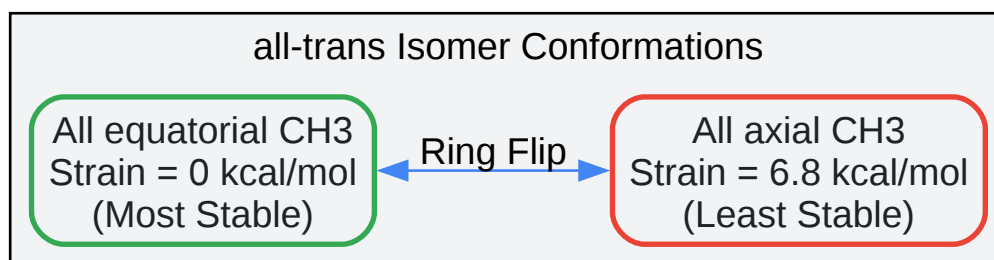 all-trans Isomer Conformations
All equatorial CH3
Strain = 0 kcal/mol
(Most Stable)
Ring Flip
All axial CH3
Strain = 6.8 kcal/mol
(Least Stable)